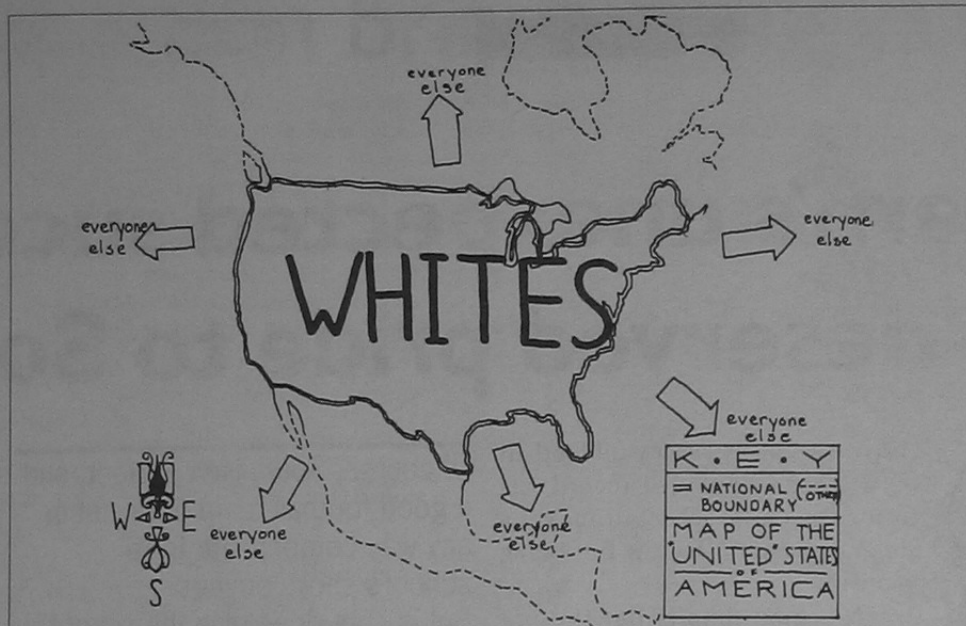 everyone
else
everyone
else
everyone
else
WHITES
everyone
else
K • E • Y
= NATIONAL (OTHER)
BOUNDARY
MAP OF THE
"UNITED" STATES
OF
AMERICA
W E
S
everyone
else
everyone
else